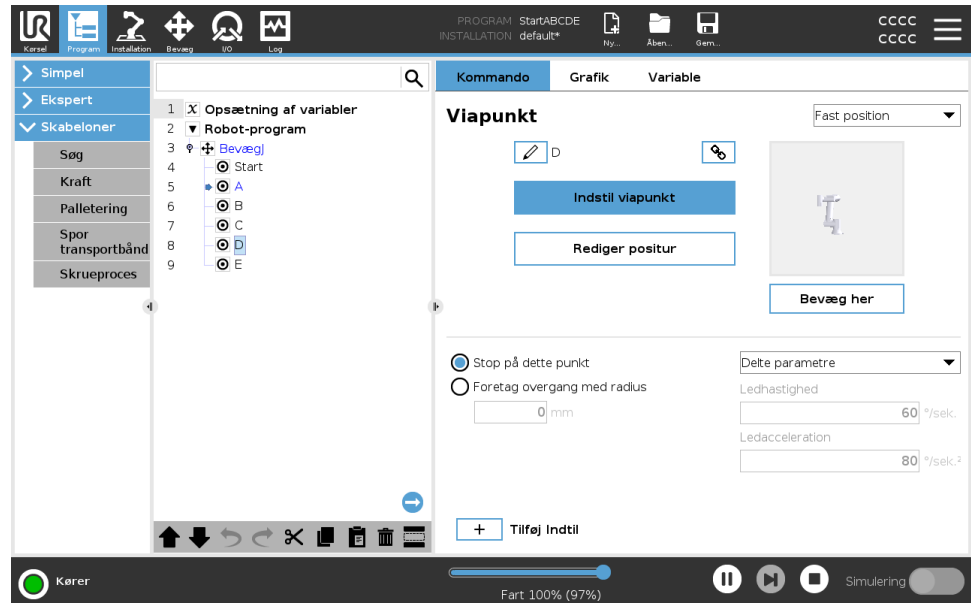 UR
PROGRAM StartABCDE
INSTALLATION default*
Kørsel Program Installation Bevæg I/O Log
Ny... Åben... Gem...
CCCC
CCCC
Simpel
Ekspert
Skabeloner
Søg
Kraft
Palletering
Spor
transportbånd
Skrueproces
1 X Opsætning af variabler
2 Robot-program
3 BevægJ
4 Start
5 A
6 B
7 C
8 D
9 E
Kommando Grafik Variable
Viapunkt
Fast position
D
Indstil viapunkt
Rediger positur
Bevæg her
Stop på dette punkt
Foretag overgang med radius
0 mm
Delte parametre
Ledhastighed
60 °/sek.
Ledacceleration
80 °/sek.²
+ Tilføj Indtil
Kører
Fart 100% (97%)
Simulering